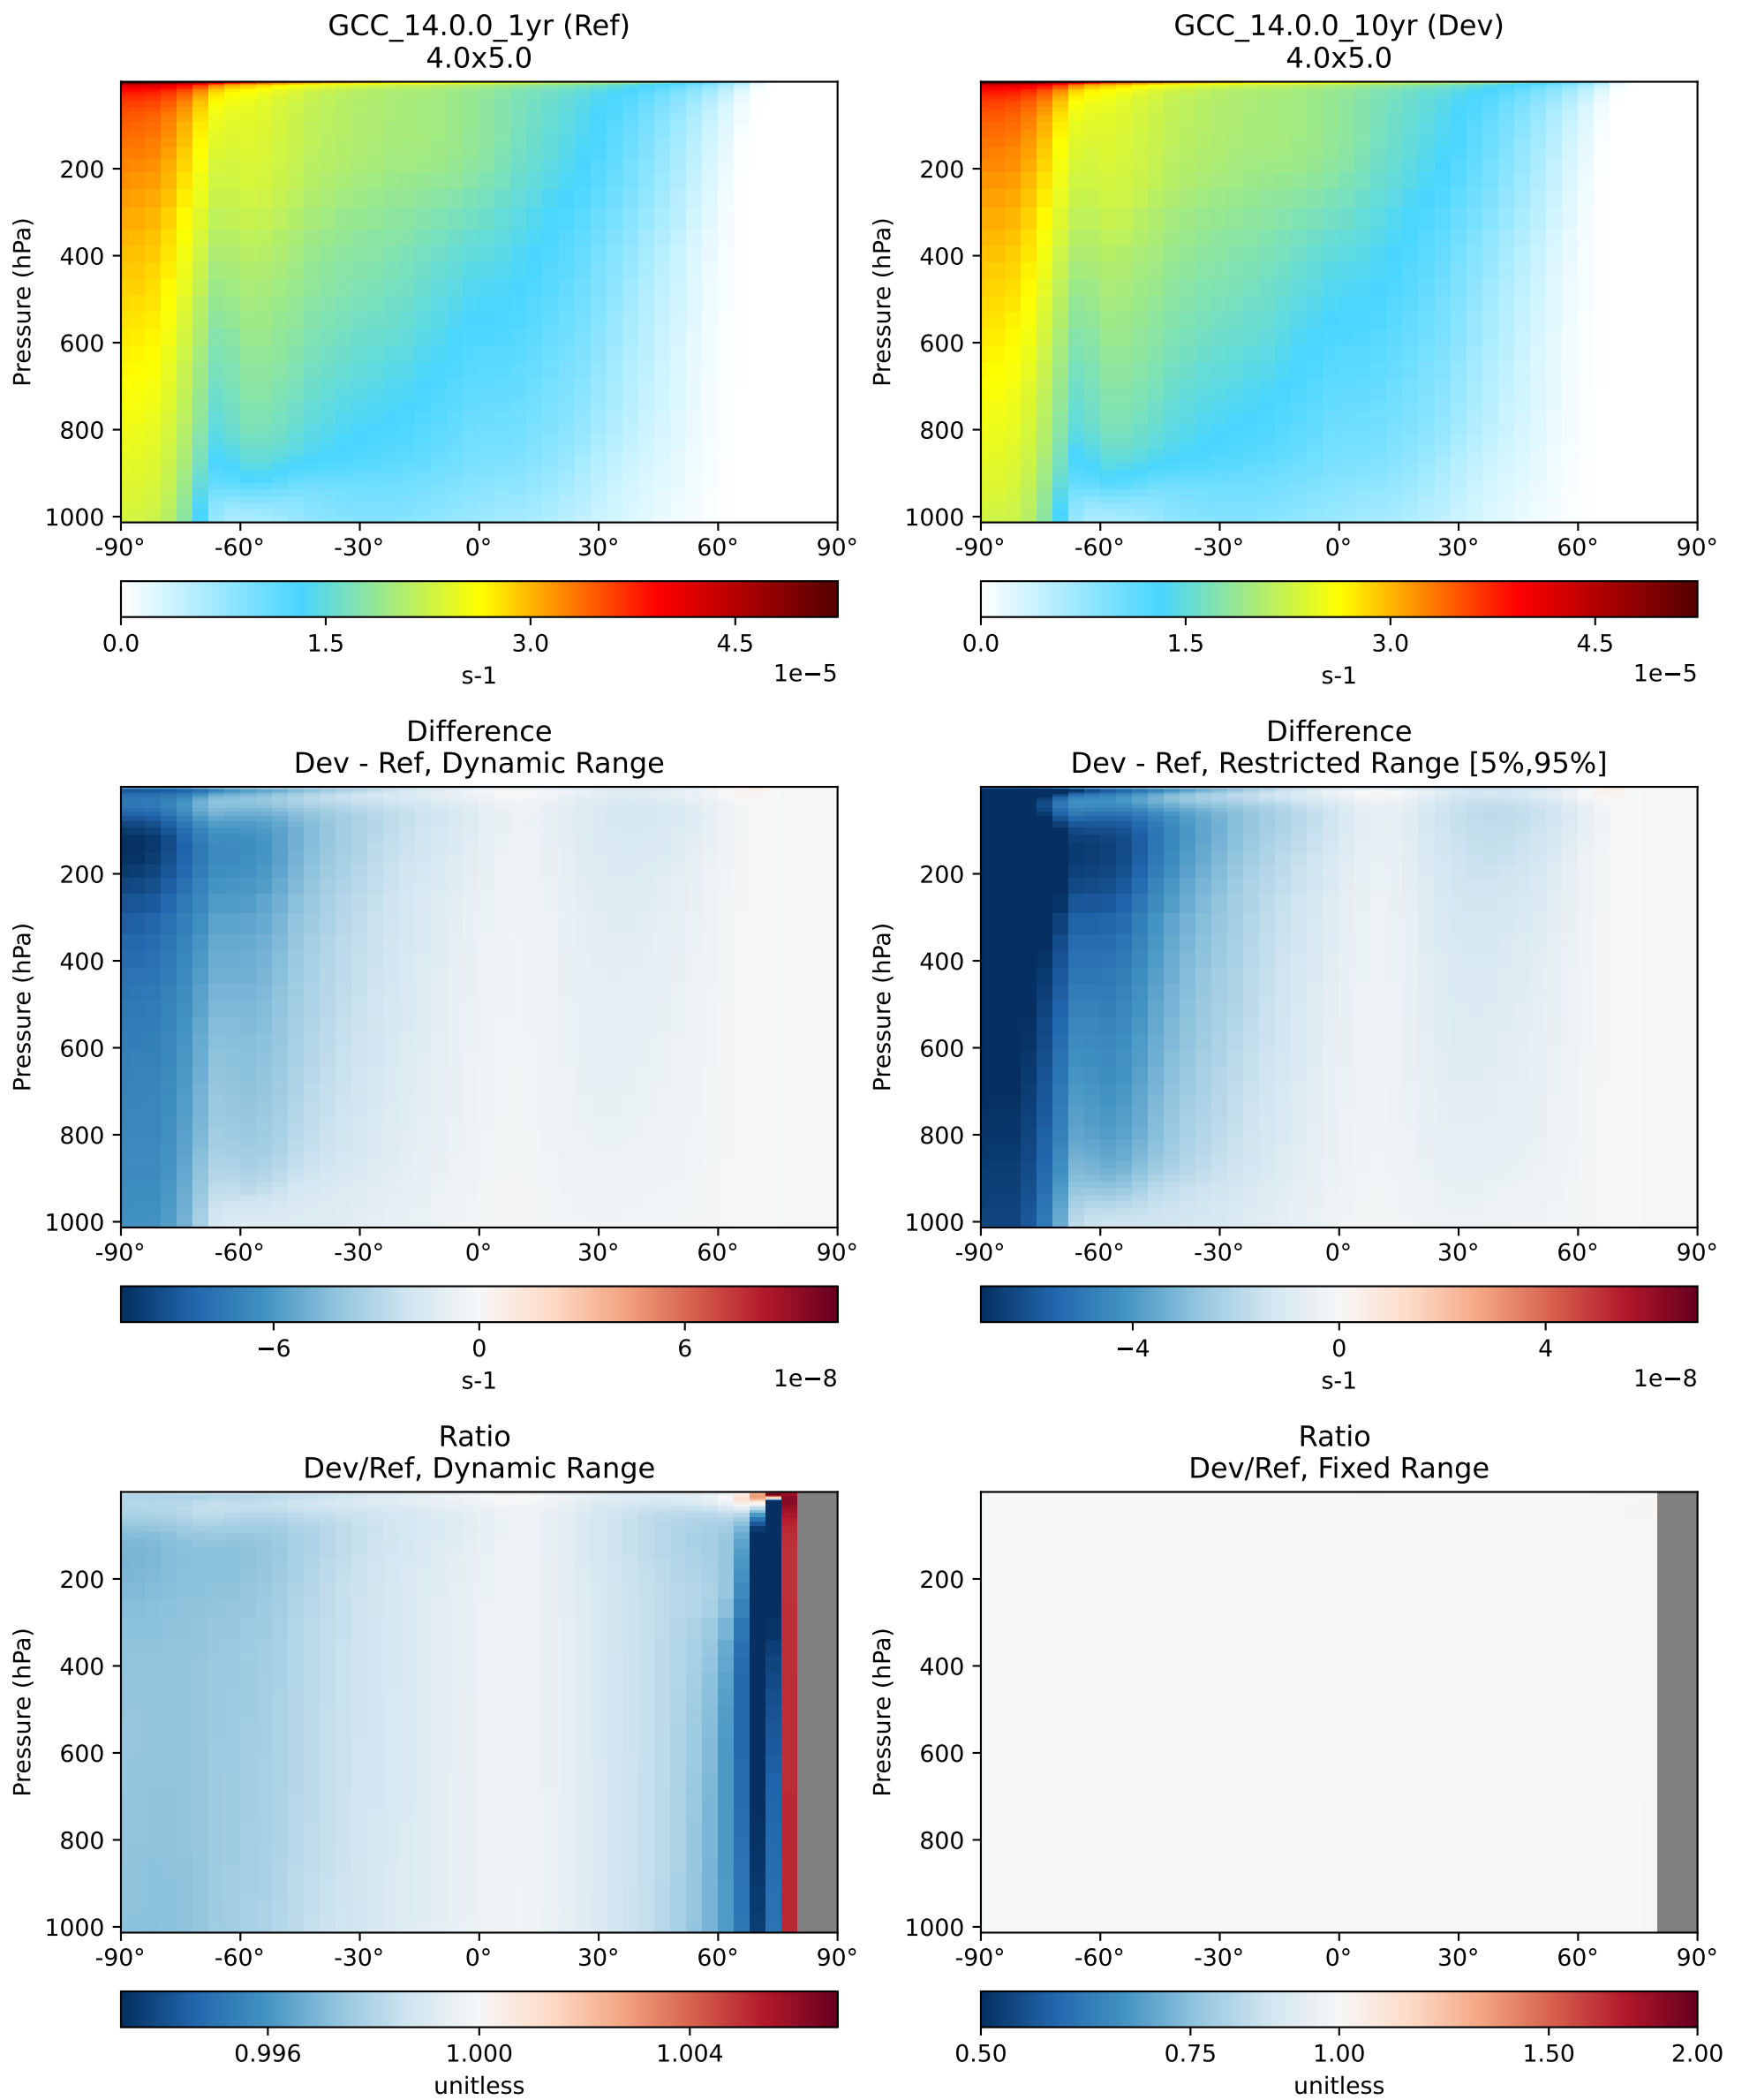 GCC_14.0.0_1yr (Ref)
4.0x5.0
Pressure (hPa)
200
400
600
800
1000
-90° -60° -30° 0° 30° 60° 90°
0.0 1.5 3.0 4.5
s-1
1e−5
GCC_14.0.0_10yr (Dev)
4.0x5.0
Pressure (hPa)
200
400
600
800
1000
-90° -60° -30° 0° 30° 60° 90°
0.0 1.5 3.0 4.5
s-1
1e−5
Difference
Dev - Ref, Dynamic Range
Pressure (hPa)
200
400
600
800
1000
-90° -60° -30° 0° 30° 60° 90°
−6 0 6
s-1
1e−8
Difference
Dev - Ref, Restricted Range [5%,95%]
Pressure (hPa)
200
400
600
800
1000
-90° -60° -30° 0° 30° 60° 90°
−4 0 4
s-1
1e−8
Ratio
Dev/Ref, Dynamic Range
Pressure (hPa)
200
400
600
800
1000
-90° -60° -30° 0° 30° 60° 90°
0.996 1.000 1.004
unitless
Ratio
Dev/Ref, Fixed Range
Pressure (hPa)
200
400
600
800
1000
-90° -60° -30° 0° 30° 60° 90°
0.50 0.75 1.00 1.50 2.00
unitless